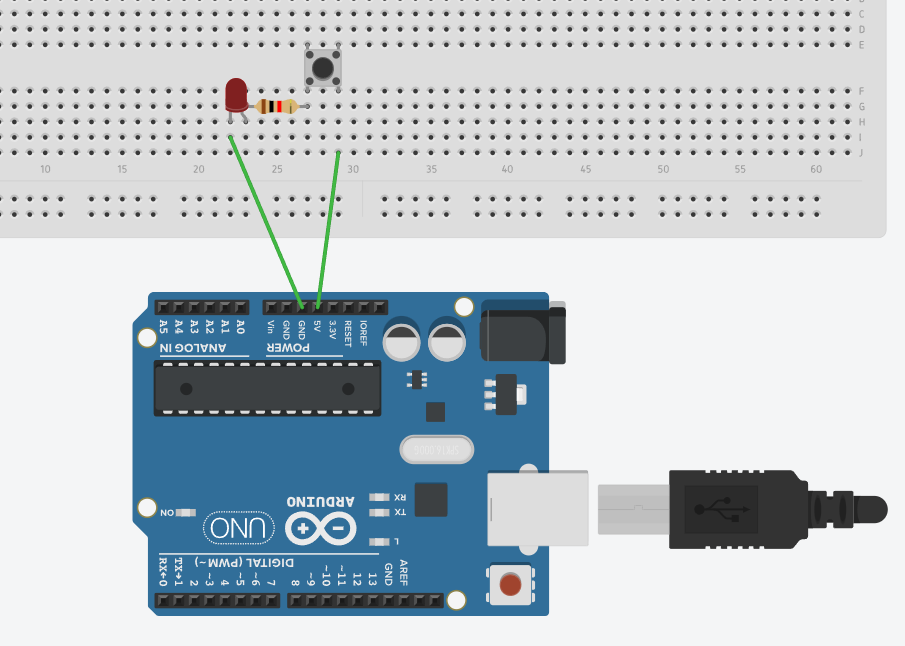 C
D
E
F
G
H
I
J
10 15 20 25 30 35 40 45 50 55 60
A5 A4 A3 A2 A1 A0
Vin GND GND 5V 3.3V RESET IOREF
ANALOG IN
POWER
RX
TX
ON
UNO
ARDUINO
L
DIGITAL (PWM~)
RX←0 TX→1 2 ~3 4 ~5 ~6 7 8 ~9 ~10 ~11 12 13 GND AREF